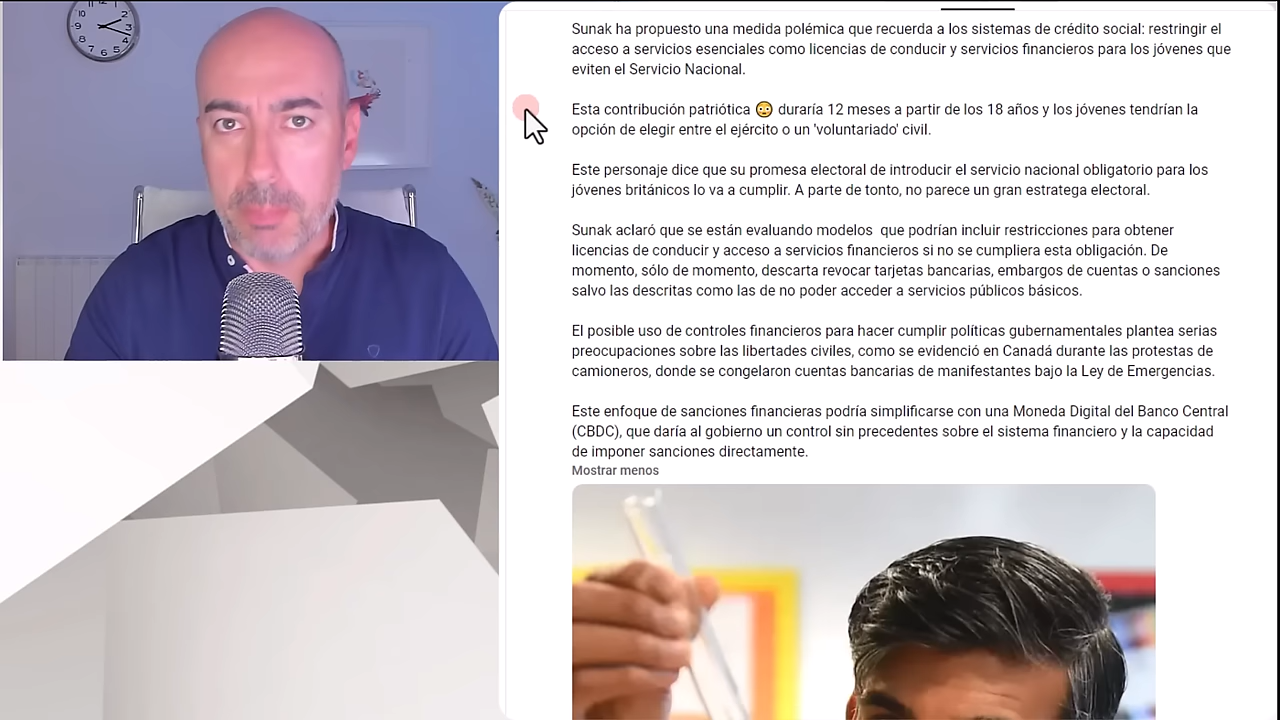 Sunak ha propuesto una medida polémica que recuerda a los sistemas de crédito social: restringir el
acceso a servicios esenciales como licencias de conducir y servicios financieros para los jóvenes que
eviten el Servicio Nacional.
Esta contribución patriótica 😳 duraría 12 meses a partir de los 18 años y los jóvenes tendrían la
opción de elegir entre el ejército o un 'voluntariado' civil.
Este personaje dice que su promesa electoral de introducir el servicio nacional obligatorio para los
jóvenes británicos lo va a cumplir. A parte de tonto, no parece un gran estratega electoral.
Sunak aclaró que se están evaluando modelos  que podrían incluir restricciones para obtener
licencias de conducir y acceso a servicios financieros si no se cumpliera esta obligación. De
momento, sólo de momento, descarta revocar tarjetas bancarias, embargos de cuentas o sanciones
salvo las descritas como las de no poder acceder a servicios públicos básicos.
El posible uso de controles financieros para hacer cumplir políticas gubernamentales plantea serias
preocupaciones sobre las libertades civiles, como se evidenció en Canadá durante las protestas de
camioneros, donde se congelaron cuentas bancarias de manifestantes bajo la Ley de Emergencias.
Este enfoque de sanciones financieras podría simplificarse con una Moneda Digital del Banco Central
(CBDC), que daría al gobierno un control sin precedentes sobre el sistema financiero y la capacidad
de imponer sanciones directamente.
Mostrar menos